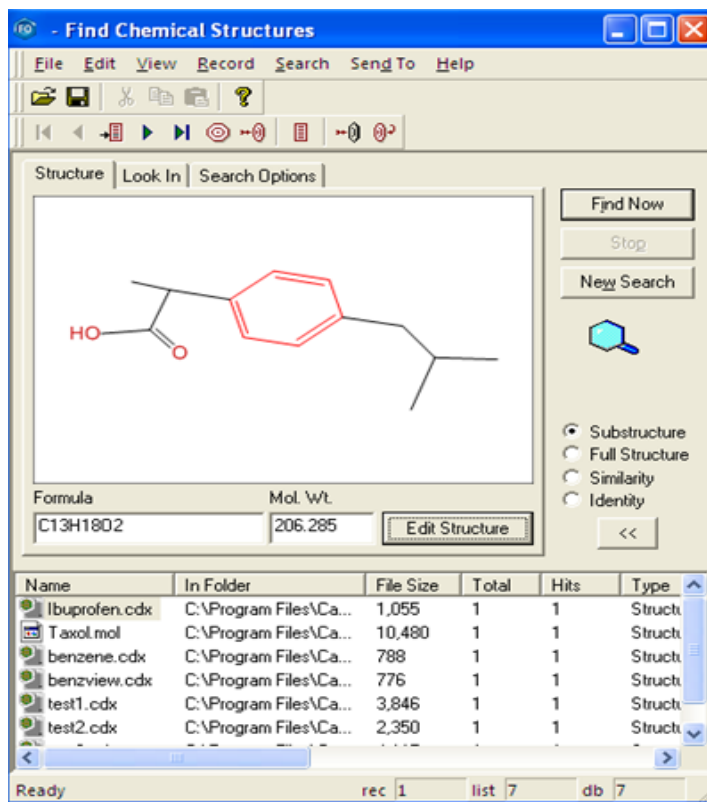 - Find Chemical Structures
File Edit View Record Search Send To Help
Structure Look In Search Options
Find Now
Stop
New Search
HO
O
Substructure
Full Structure
Similarity
Identity
<<
Formula Mol. Wt.
C13H18O2 206.285 Edit Structure
Name In Folder File Size Total Hits Type
Ibuprofen.cdx C:\Program Files\Ca... 1,055 1 1 Structu
Taxol.mol C:\Program Files\Ca... 10,480 1 1 Structu
benzene.cdx C:\Program Files\Ca... 788 1 1 Structu
benzview.cdx C:\Program Files\Ca... 776 1 1 Structu
test1.cdx C:\Program Files\Ca... 3,846 1 1 Structu
test2.cdx C:\Program Files\Ca... 2,350 1 1 Structu
Ready rec 1 list 7 db 7